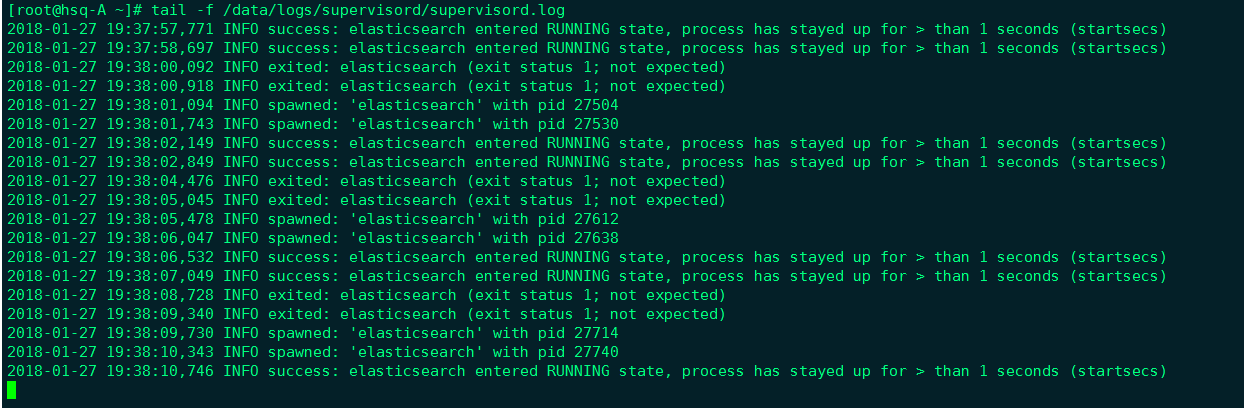 [root@hsq-A ~]# tail -f /data/logs/supervisord/supervisord.log
2018-01-27 19:37:57,771 INFO success: elasticsearch entered RUNNING state, process has stayed up for > than 1 seconds (startsecs)
2018-01-27 19:37:58,697 INFO success: elasticsearch entered RUNNING state, process has stayed up for > than 1 seconds (startsecs)
2018-01-27 19:38:00,092 INFO exited: elasticsearch (exit status 1; not expected)
2018-01-27 19:38:00,918 INFO exited: elasticsearch (exit status 1; not expected)
2018-01-27 19:38:01,094 INFO spawned: 'elasticsearch' with pid 27504
2018-01-27 19:38:01,743 INFO spawned: 'elasticsearch' with pid 27530
2018-01-27 19:38:02,149 INFO success: elasticsearch entered RUNNING state, process has stayed up for > than 1 seconds (startsecs)
2018-01-27 19:38:02,849 INFO success: elasticsearch entered RUNNING state, process has stayed up for > than 1 seconds (startsecs)
2018-01-27 19:38:04,476 INFO exited: elasticsearch (exit status 1; not expected)
2018-01-27 19:38:05,045 INFO exited: elasticsearch (exit status 1; not expected)
2018-01-27 19:38:05,478 INFO spawned: 'elasticsearch' with pid 27612
2018-01-27 19:38:06,047 INFO spawned: 'elasticsearch' with pid 27638
2018-01-27 19:38:06,532 INFO success: elasticsearch entered RUNNING state, process has stayed up for > than 1 seconds (startsecs)
2018-01-27 19:38:07,049 INFO success: elasticsearch entered RUNNING state, process has stayed up for > than 1 seconds (startsecs)
2018-01-27 19:38:08,728 INFO exited: elasticsearch (exit status 1; not expected)
2018-01-27 19:38:09,340 INFO exited: elasticsearch (exit status 1; not expected)
2018-01-27 19:38:09,730 INFO spawned: 'elasticsearch' with pid 27714
2018-01-27 19:38:10,343 INFO spawned: 'elasticsearch' with pid 27740
2018-01-27 19:38:10,746 INFO success: elasticsearch entered RUNNING state, process has stayed up for > than 1 seconds (startsecs)